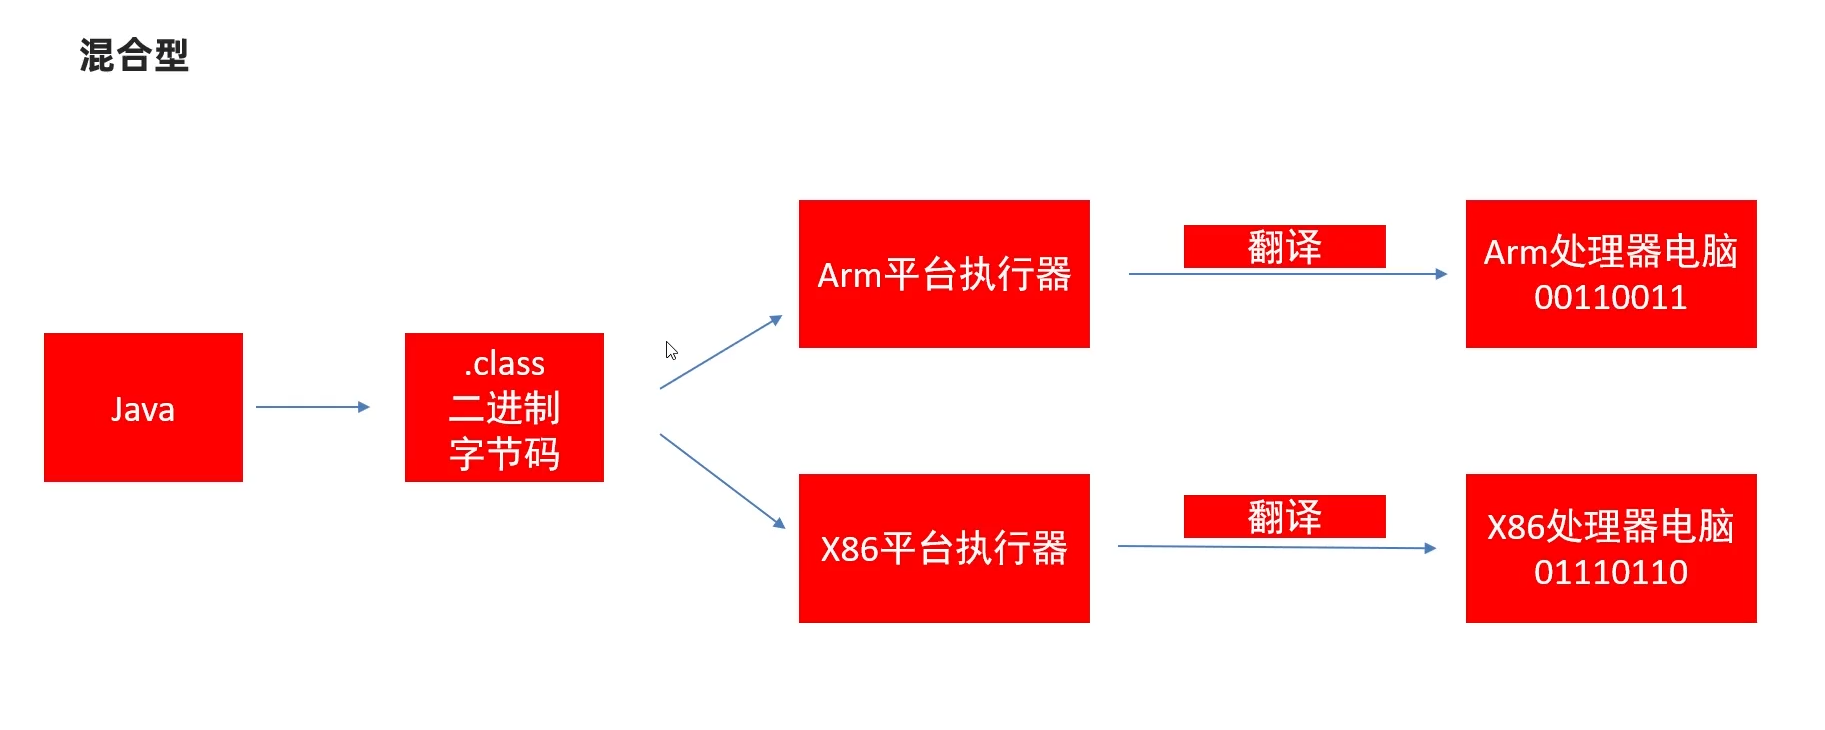 混合型
Java
.class
二进制
字节码
Arm平台执行器
翻译
Arm处理器电脑
00110011
X86平台执行器
翻译
X86处理器电脑
01110110